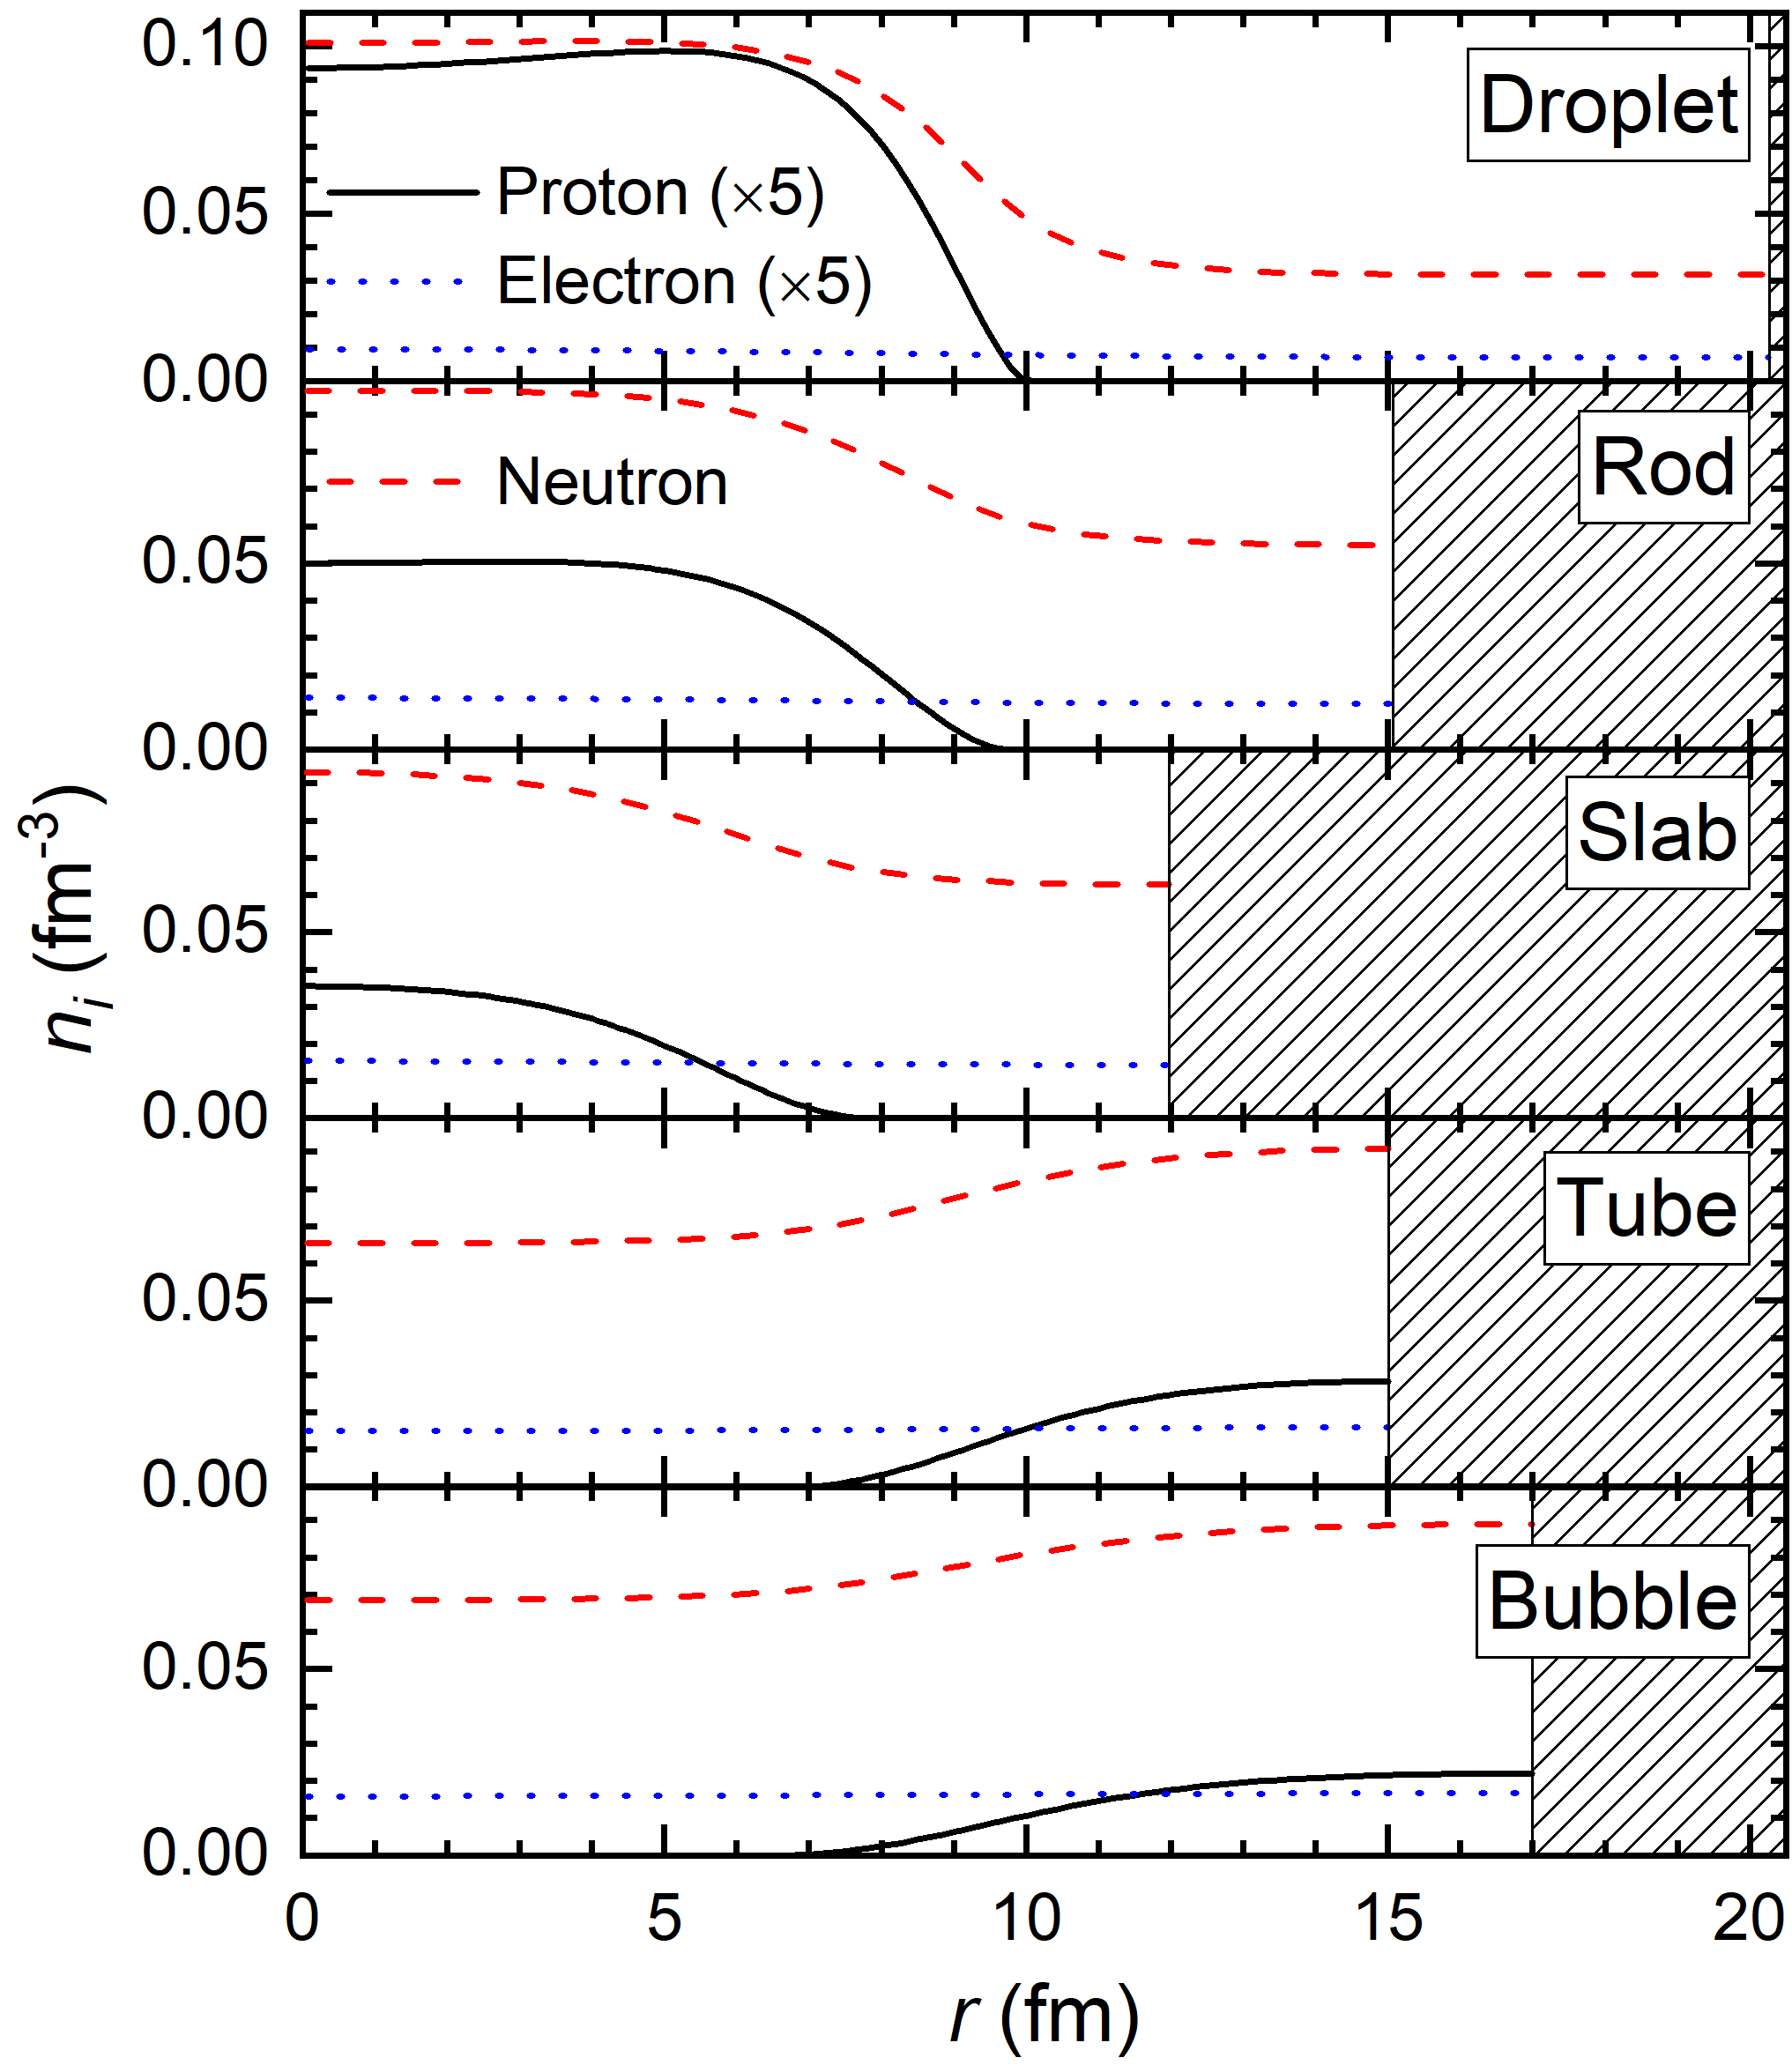 0.10
Droplet
Proton (×5)
0.05
Electron (×5)
0.00
Rod
Neutron
0.05
0.00
Slab
n_i (fm^-3)
0.05
0.00
Tube
0.05
0.00
Bubble
0.05
0.00
0 5 10 15 20
r (fm)